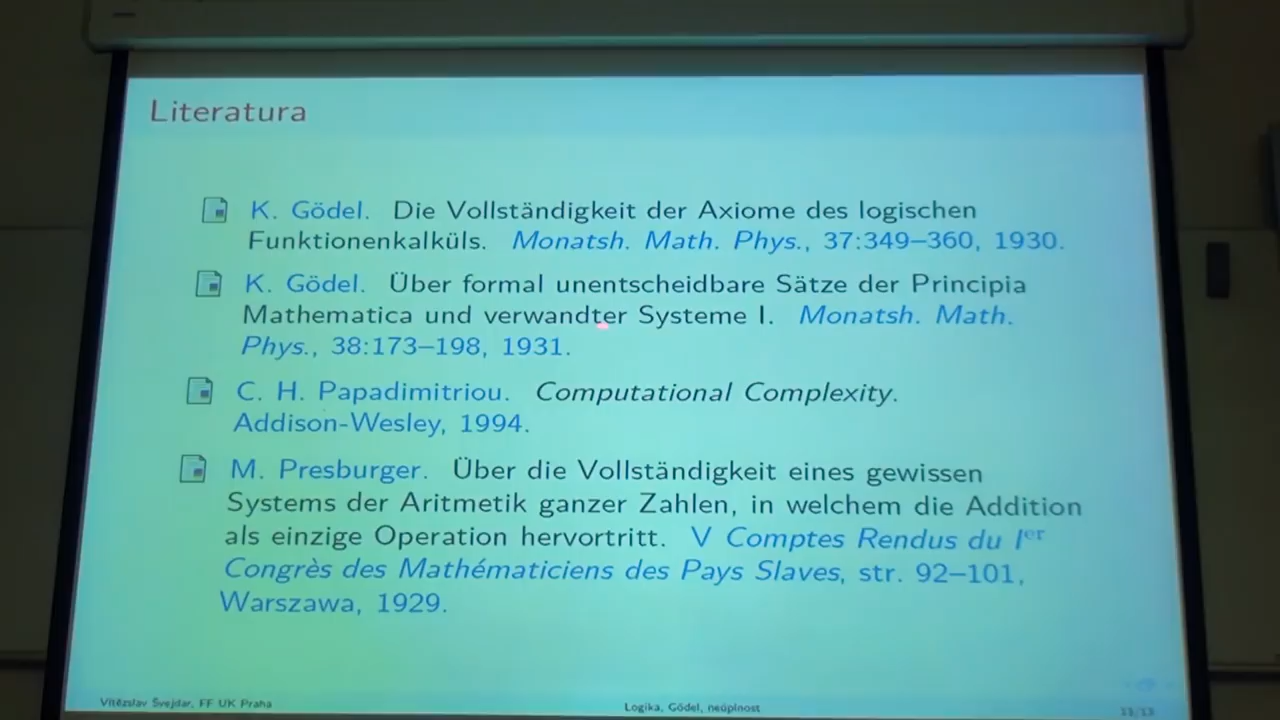 Literatura
K. Gödel. Die Vollständigkeit der Axiome des logischen
Funktionenkalküls. Monatsh. Math. Phys., 37:349–360, 1930.
K. Gödel. Über formal unentscheidbare Sätze der Principia
Mathematica und verwandter Systeme I. Monatsh. Math.
Phys., 38:173–198, 1931.
C. H. Papadimitriou. Computational Complexity.
Addison-Wesley, 1994.
M. Presburger. Über die Vollständigkeit eines gewissen
Systems der Aritmetik ganzer Zahlen, in welchem die Addition
als einzige Operation hervortritt. V Comptes Rendus du Ier
Congrès des Mathématiciens des Pays Slaves, str. 92–101,
Warszawa, 1929.
Vítězslav Švejdar, FF UK Praha
Logika, Gödel, neúplnost
13/13